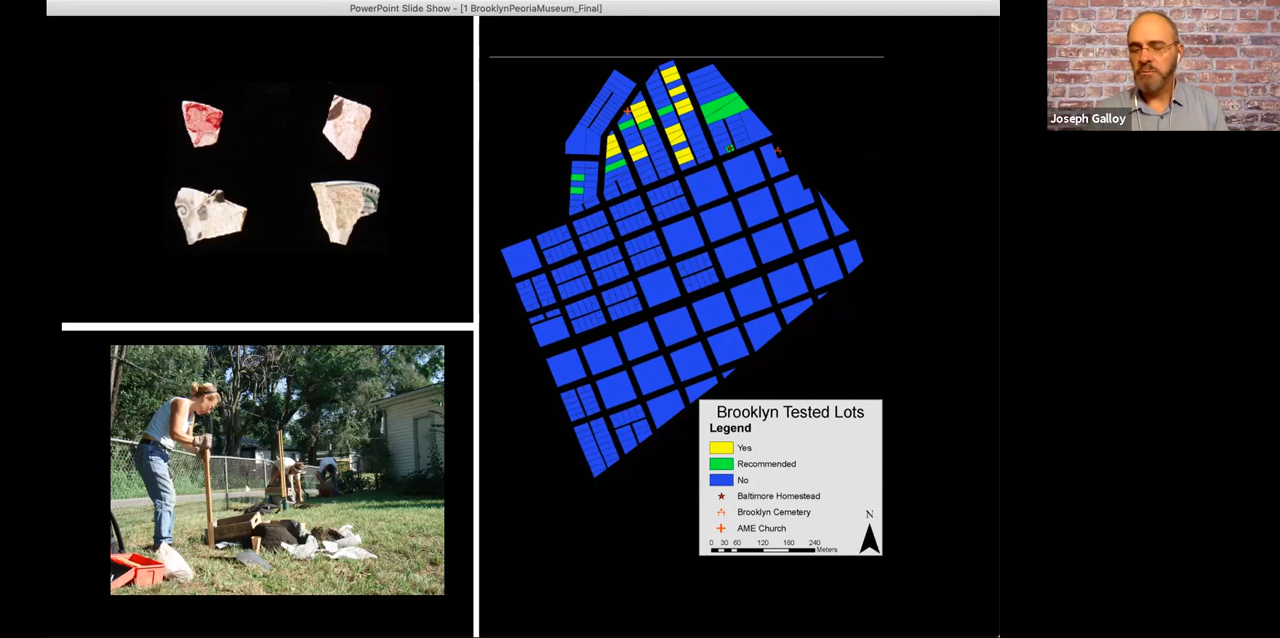 PowerPoint Slide Show - [1 BrooklynPeoriaMuseum_Final]
Joseph Galloy
Brooklyn Tested Lots
Legend
Yes
Recommended
No
Baltimore Homestead
Brooklyn Cemetery
AME Church
N
0 30 60 120 180 240
Meters